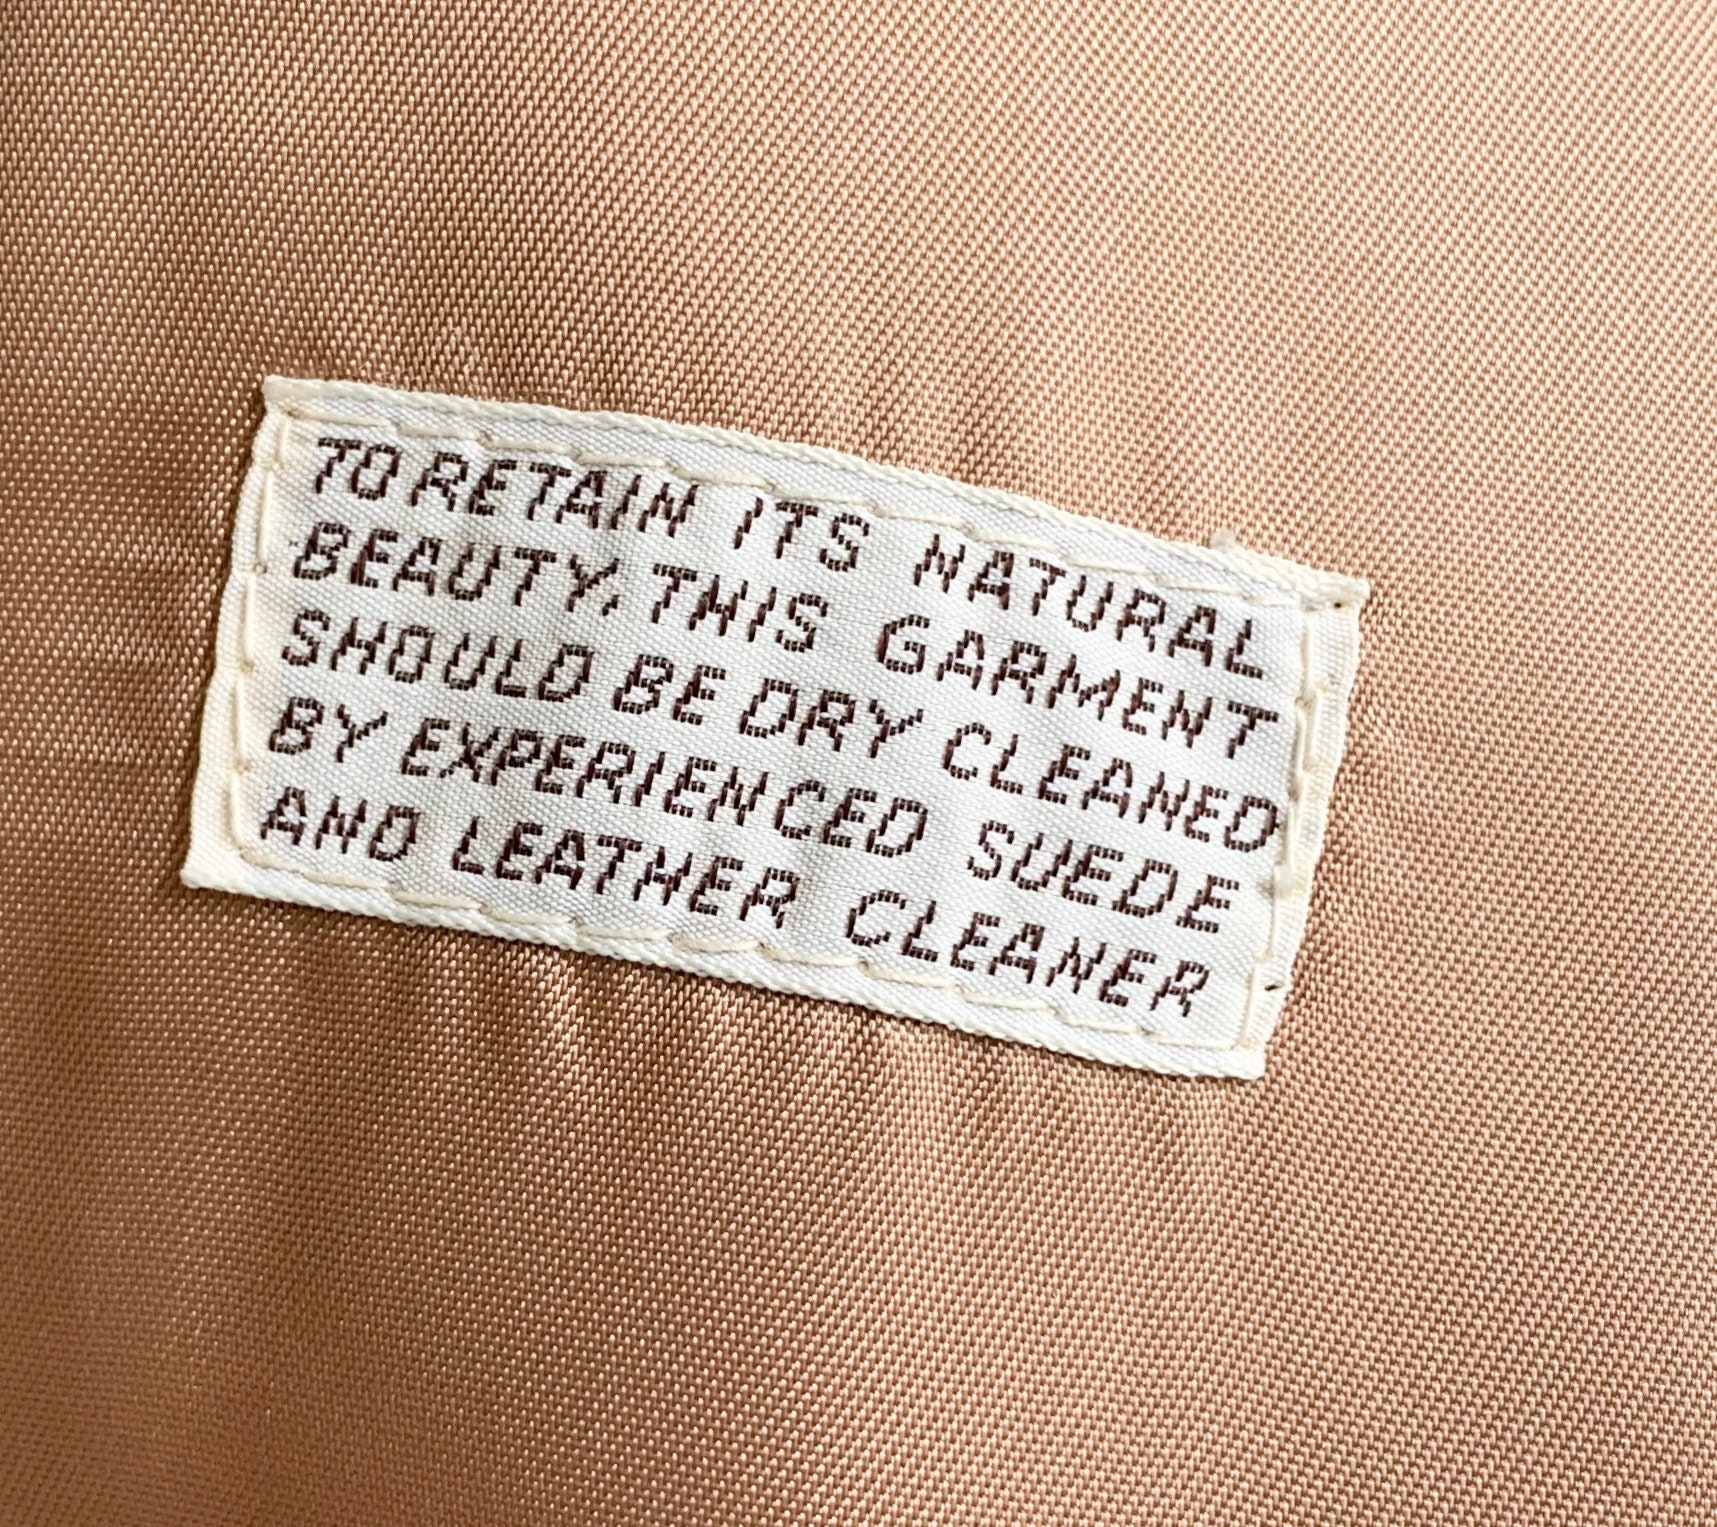 TO RETAIN ITS NATURAL
BEAUTY, THIS GARMENT
SHOULD BE DRY CLEANED
BY EXPERIENCED SUEDE
AND LEATHER CLEANER